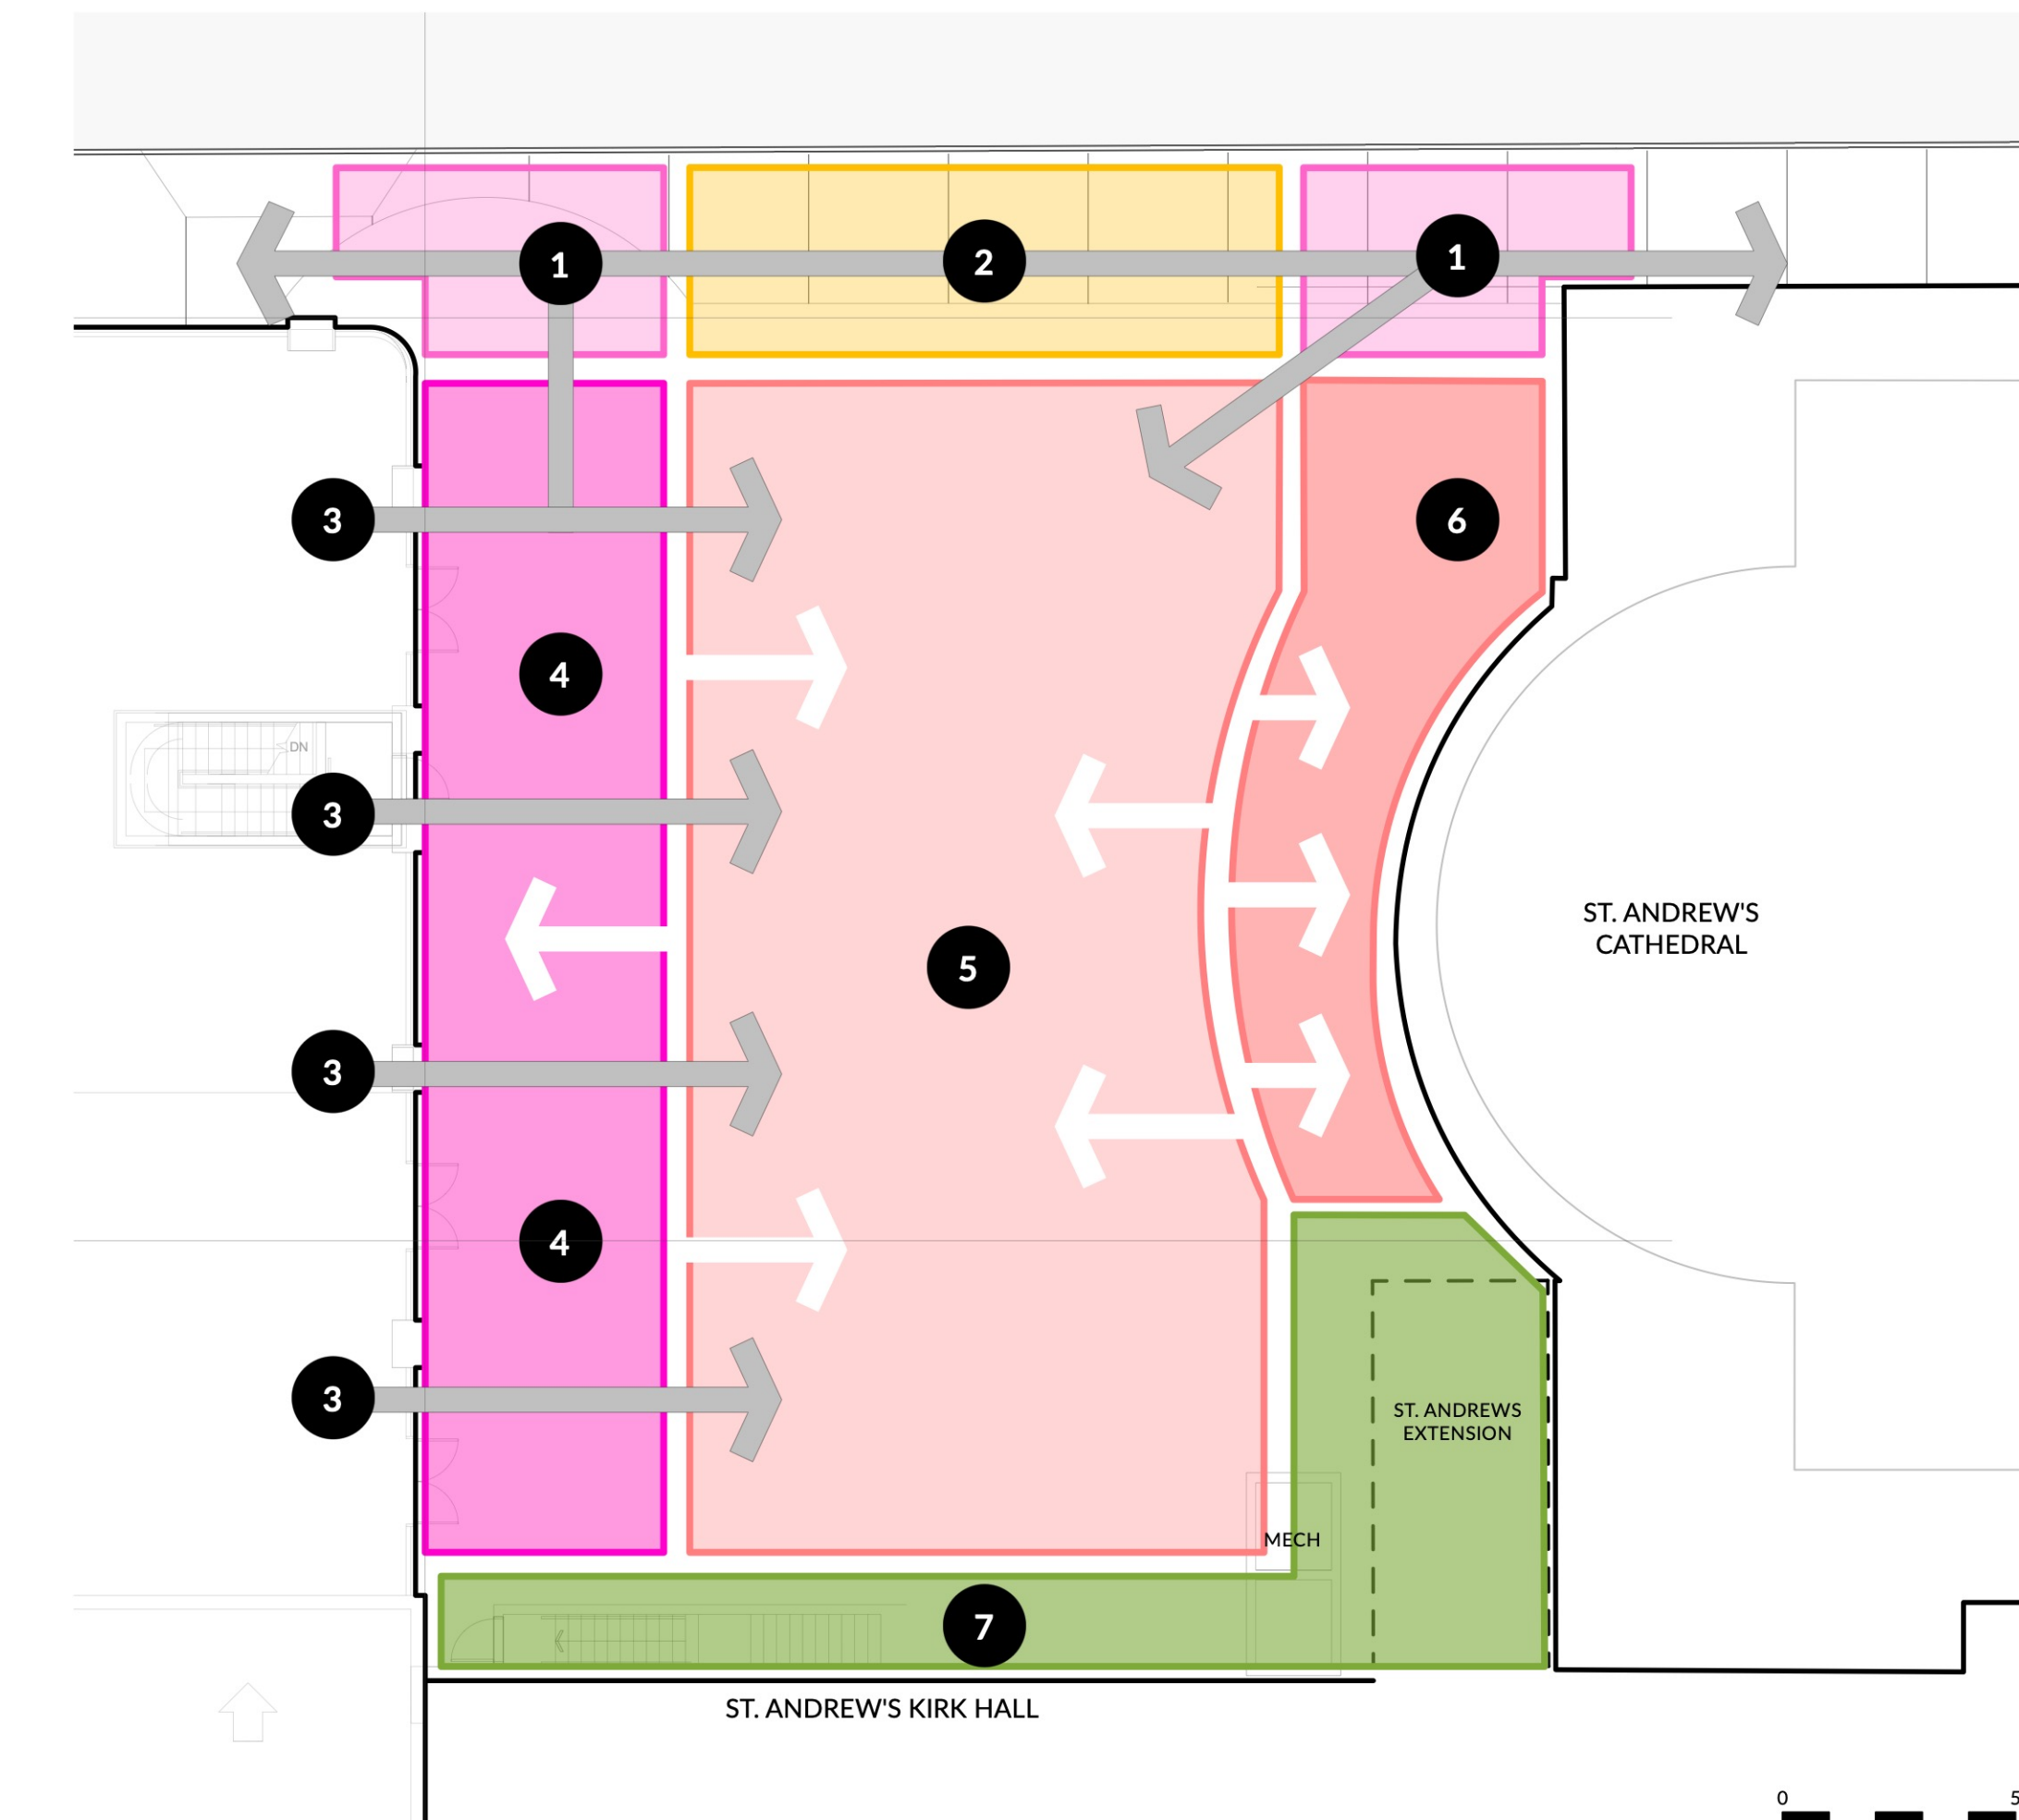 1
2
1
3
6
4
DN
3
ST. ANDREW'S
CATHEDRAL
5
3
4
3
ST. ANDREWS
EXTENSION
MECH
7
ST. ANDREW'S KIRK HALL
0
5